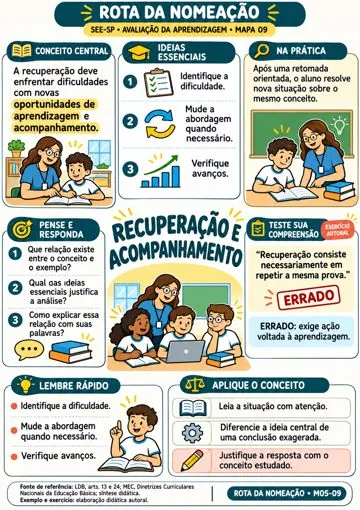 ROTA DA NOMEAÇÃO
SEE-SP • AVALIAÇÃO DA APRENDIZAGEM • MAPA 09
CONCEITO CENTRAL
A recuperação deve
enfrentar dificuldades
com novas
oportunidades de
aprendizagem e
acompanhamento.
IDEIAS
ESSENCIAIS
1
Identifique a
dificuldade.
2
Mude a
abordagem
quando
necessário.
3
Verifique
avanços.
NA PRÁTICA
Após uma retomada
orientada, o aluno resolve
nova situação sobre o
mesmo conceito.
PENSE E
RESPONDA
1
Que relação existe
entre o conceito e o
exemplo?
2
Qual das ideias
essenciais justifica
a análise?
3
Como explicar essa
relação com suas
palavras?
RECUPERAÇÃO E
ACOMPANHAMENTO
TESTE SUA
COMPREENSÃO
EXERCÍCIO
AUTORAL
"Recuperação consiste
necessariamente em
repetir a mesma prova."
ERRADO
ERRADO: exige ação
voltada à aprendizagem.
LEMBRE RÁPIDO
Identifique a dificuldade.
Mude a abordagem
quando necessário.
Verifique avanços.
APLIQUE O CONCEITO
Leia a situação com atenção.
Diferencie a ideia central de
uma conclusão exagerada.
Justifique a resposta com o
conceito estudado.
Fonte de referência: LDB, arts. 13 e 24; MEC, Diretrizes Curriculares
Nacionais da Educação Básica; síntese didática.
Exemplo e exercício: elaboração didática autoral.
ROTA DA NOMEAÇÃO • M05-09